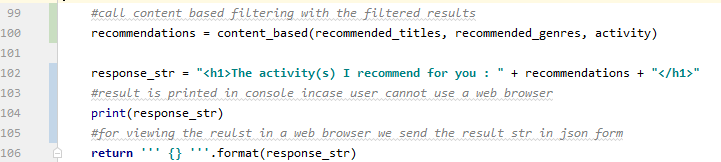 99 #call content based filtering with the filtered results
100 recommendations = content_based(recommended_titles, recommended_genres, activity)
101
102 response_str = "<h1>The activity(s) I recommend for you : " + recommendations + "</h1>"
103 #result is printed in console incase user cannot use a web browser
104 print(response_str)
105 #for viewing the reulst in a web browser we send the result str in json form
106 return ''' {} '''.format(response_str)